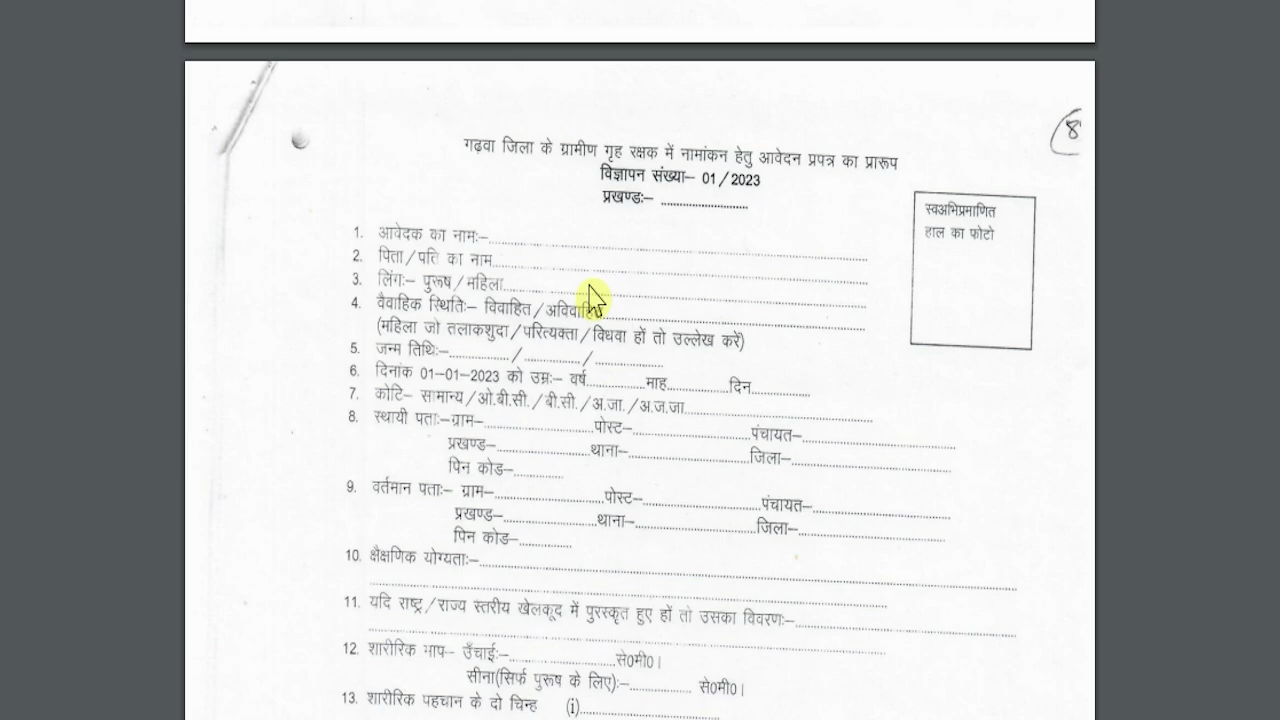 8
गढ़वा जिला के ग्रामीण गृह रक्षक में नामांकन हेतु आवेदन प्रपत्र का प्रारूप
विज्ञापन संख्या– 01/2023
प्रखण्डः– ......................
स्वअभिप्रमाणित
हाल का फोटो
1. आवेदक का नामः–......................
2. पिता/पति का नाम......................
3. लिंगः– पुरूष/महिला......................
4. वैवाहिक स्थितिः– विवाहित/अविवाहित......................
(महिला जो तलाकशुदा/परित्यक्ता/विधवा हों तो उल्लेख करें)
5. जन्म तिथिः–............/............/............
6. दिनांक 01–01–2023 को उम्रः– वर्ष............माह............दिन............
7. कोटि– सामान्य/ओ.बी.सी./बी.सी./अ.जा./अ.ज.जा......................
8. स्थायी पताः–ग्राम–......................पोस्ट–......................पंचायत–......................
प्रखण्ड–......................थाना–......................जिला–......................
पिन कोड–............
9. वर्तमान पताः– ग्राम–......................पोस्ट–......................पंचायत–......................
प्रखण्ड–......................थाना–......................जिला–......................
पिन कोड–............
10. शैक्षणिक योग्यताः–......................
11. यदि राष्ट्र/राज्य स्तरीय खेलकूद में पुरस्कृत हुए हों तो उसका विवरणः–......................
12. शारीरिक माप– ऊँचाईः–......................से0मी0।
सीना(सिर्फ पुरूष के लिए)ः–............ से0मी0।
13. शारीरिक पहचान के दो चिन्ह (i)......................